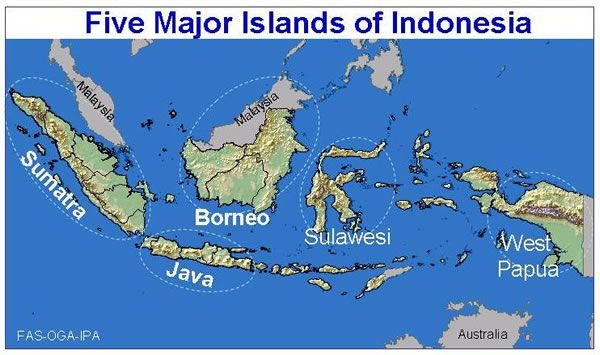 Five Major Islands of Indonesia
Malaysia
Malaysia
Sumatra
Borneo
Sulawesi
Java
West
Papua
FAS-OGA-IPA
Australia